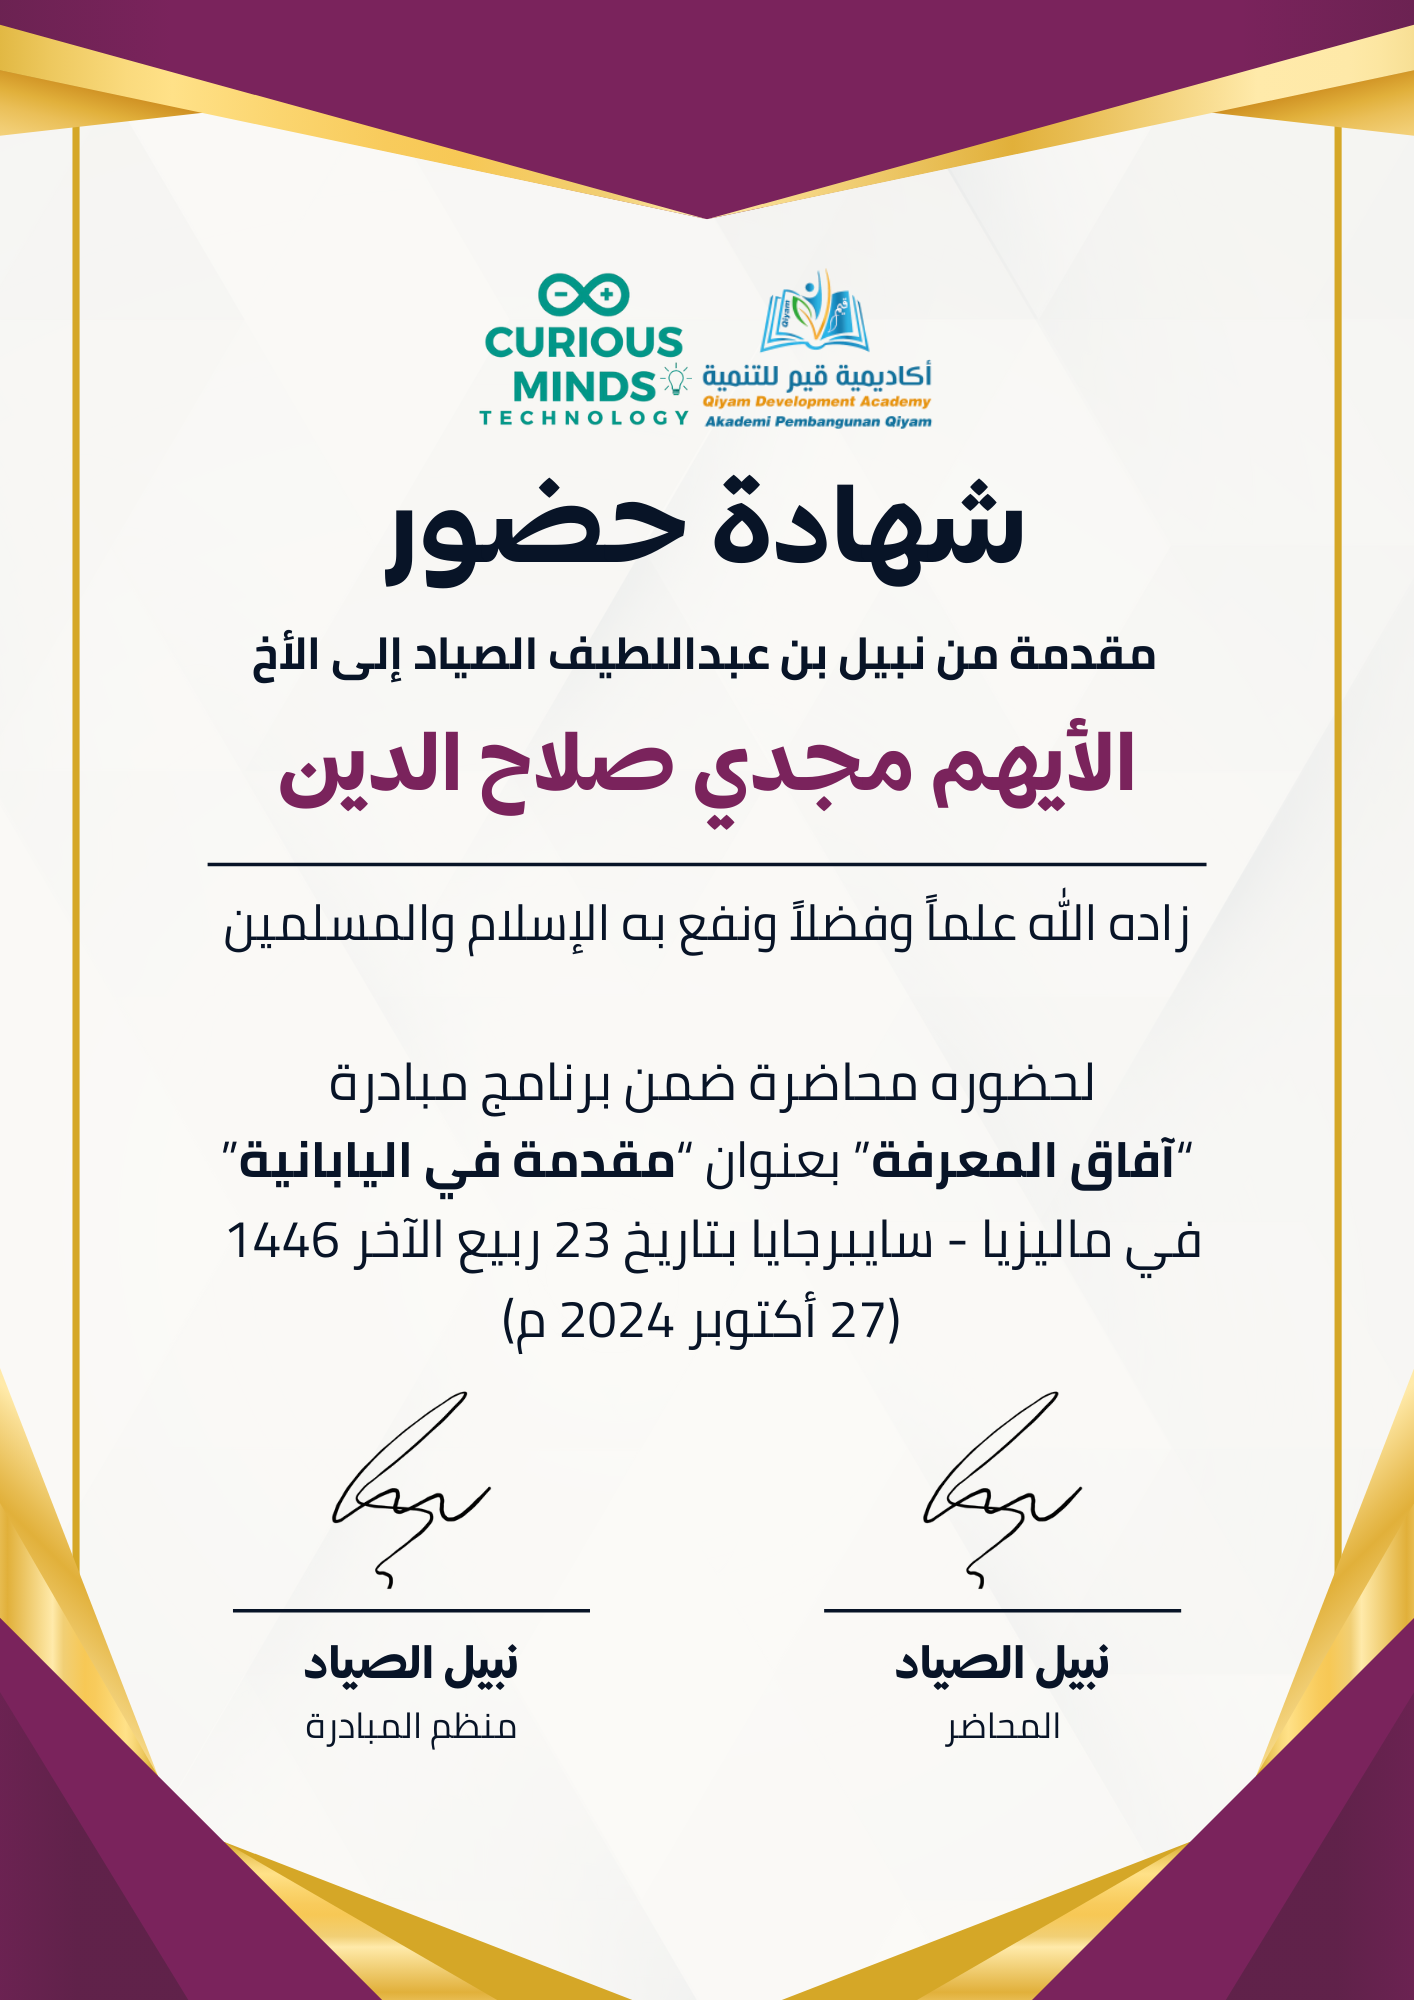 CURIOUS
MINDS
TECHNOLOGY
Qiyam
أكاديمية قيم للتنمية
Qiyam Development Academy
Akademi Pembangunan Qiyam
شهادة حضور
مقدمة من نبيل بن عبداللطيف الصياد إلى الأخ
الأيهم مجدي صلاح الدين
زاده الله علماً وفضلاً ونفع به الإسلام والمسلمين
لحضوره محاضرة ضمن برنامج مبادرة
“آفاق المعرفة” بعنوان “مقدمة في اليابانية”
في ماليزيا - سايبرجايا بتاريخ 23 ربيع الآخر 1446
(27 أكتوبر 2024 م)
نبيل الصياد
المحاضر
نبيل الصياد
منظم المبادرة